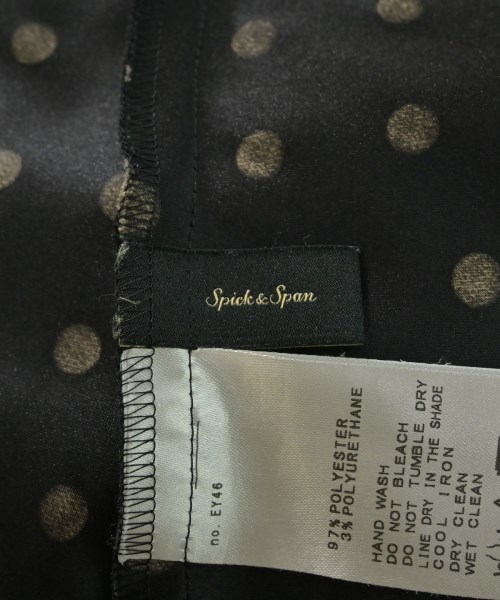 Spick & Span
no. EY46
97% POLYESTER
3% POLYURETHANE
HAND WASH
DO NOT BLEACH
DO NOT TUMBLE DRY
LINE DRY IN THE SHADE
COOL IRON
DRY CLEAN
WET CLEAN